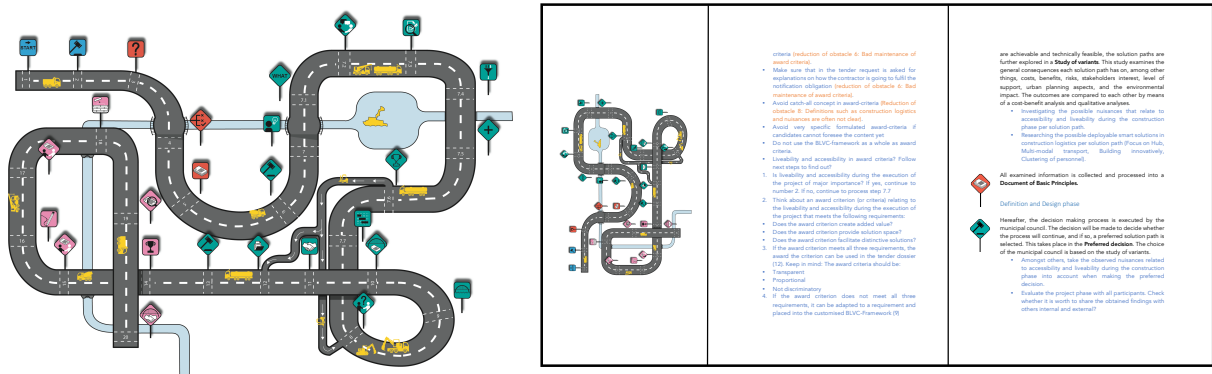 START
WHAT
7.7
17
16
20
criteria (reduction of obstacle 6: Bad maintenance of
award criteria).
• Make sure that in the tender request is asked for
explanations on how the contractor is going to fulfil the
notification obligation (reduction of obstacle 6: Bad
maintenance of award criteria).
• Avoid catch-all concept in award-criteria (Reduction of
obstacle 8: Definitions such as construction logistics
and nuisances are often not clear).
• Avoid very specific formulated award-criteria if
candidates cannot foresee the content yet
• Do not use the BLVC-framework as a whole as award
criteria.
• Liveability and accessibility in award criteria? Follow
next steps to find out?
1. Is liveability and accessibility during the execution
of the project of major importance? If yes, continue to
number 2. If no, continue to process step 7.7
2. Think about an award criterion (or criteria) relating to
the liveability and accessibility during the execution of
the project that meets the following requirements:
• Does the award criterion create added value?
• Does the award criterion provide solution space?
• Does the award criterion facilitate distinctive solutions?
3. If the award criterion meets all three requirements, the
award the criterion can be used in the tender dossier
(12). Keep in mind: The award criteria should be:
• Transparent
• Proportional
• Not discriminatory
4. If the award criterion does not meet all three
requirements, it can be adapted to a requirement and
placed into the customised BLVC-Framework (9)
are achievable and technically feasible, the solution paths are
further explored in a Study of variants. This study examines the
general consequences each solution path has on, among other
things, costs, benefits, risks, stakeholders interest, level of
support, urban planning aspects, and the environmental
impact. The outcomes are compared to each other by means
of a cost-benefit analysis and qualitative analyses.
• Investigating the possible nuances that relate to
accessibility and liveability during the construction
phase per solution path.
• Researching the possible deployable smart solutions in
construction logistics per solution path (Focus on Hub,
Multi-modal transport, Building innovatively,
Clustering of personnel).
All examined information is collected and processed into a
Document of Basic Principles.
Definition and Design phase
Hereafter, the decision making process is executed by the
municipal council. The decision will be made to decide whether
the process will continue, and if so, a preferred solution path is
selected. This takes place in the Preferred decision. The choice
of the municipal council is based on the study of variants.
• Amongst others, take the observed nuisances related
to accessibility and liveability during the construction
phase into account when making the preferred
decision.
• Evaluate the project phase with all participants. Check
whether it is worth to share the obtained findings with
others internal and external?